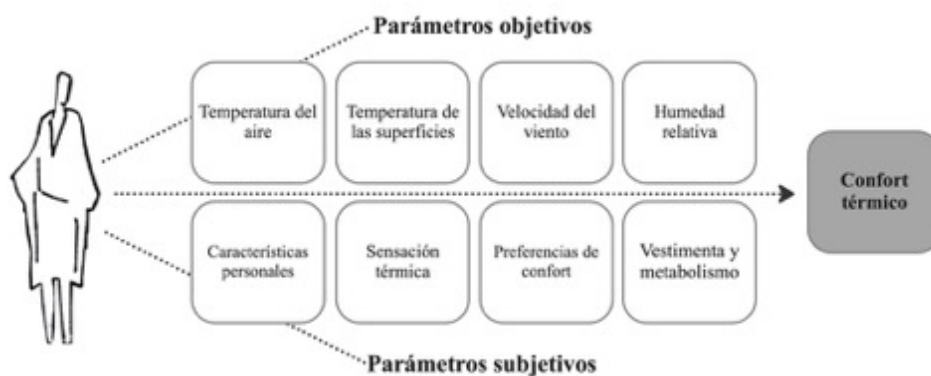 Parámetros objetivos
Temperatura del
aire
Temperatura de
las superficies
Velocidad del
viento
Humedad
relativa
Confort
térmico
Características
personales
Sensación
térmica
Preferencias de
confort
Vestimenta y
metabolismo
Parámetros subjetivos